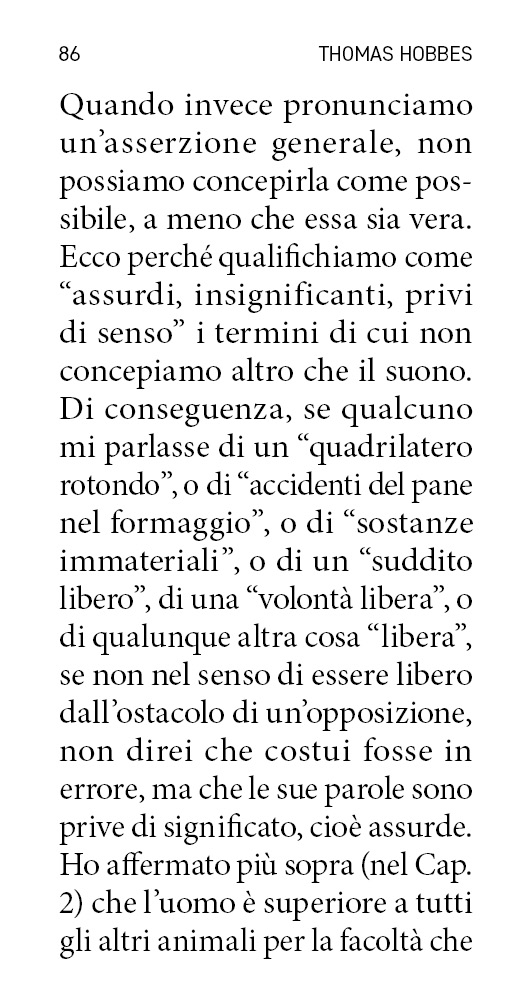 86 THOMAS HOBBES
Quando invece pronunciamo
un’asserzione generale, non
possiamo concepirla come pos-
sibile, a meno che essa sia vera.
Ecco perché qualifichiamo come
“assurdi, insignificanti, privi
di senso” i termini di cui non
concepiamo altro che il suono.
Di conseguenza, se qualcuno
mi parlasse di un “quadrilatero
rotondo”, o di “accidenti del pane
nel formaggio”, o di “sostanze
immateriali”, o di un “suddito
libero”, di una “volontà libera”, o
di qualunque altra cosa “libera”,
se non nel senso di essere libero
dall’ostacolo di un’opposizione,
non direi che costui fosse in
errore, ma che le sue parole sono
prive di significato, cioè assurde.
Ho affermato più sopra (nel Cap.
2) che l’uomo è superiore a tutti
gli altri animali per la facoltà che